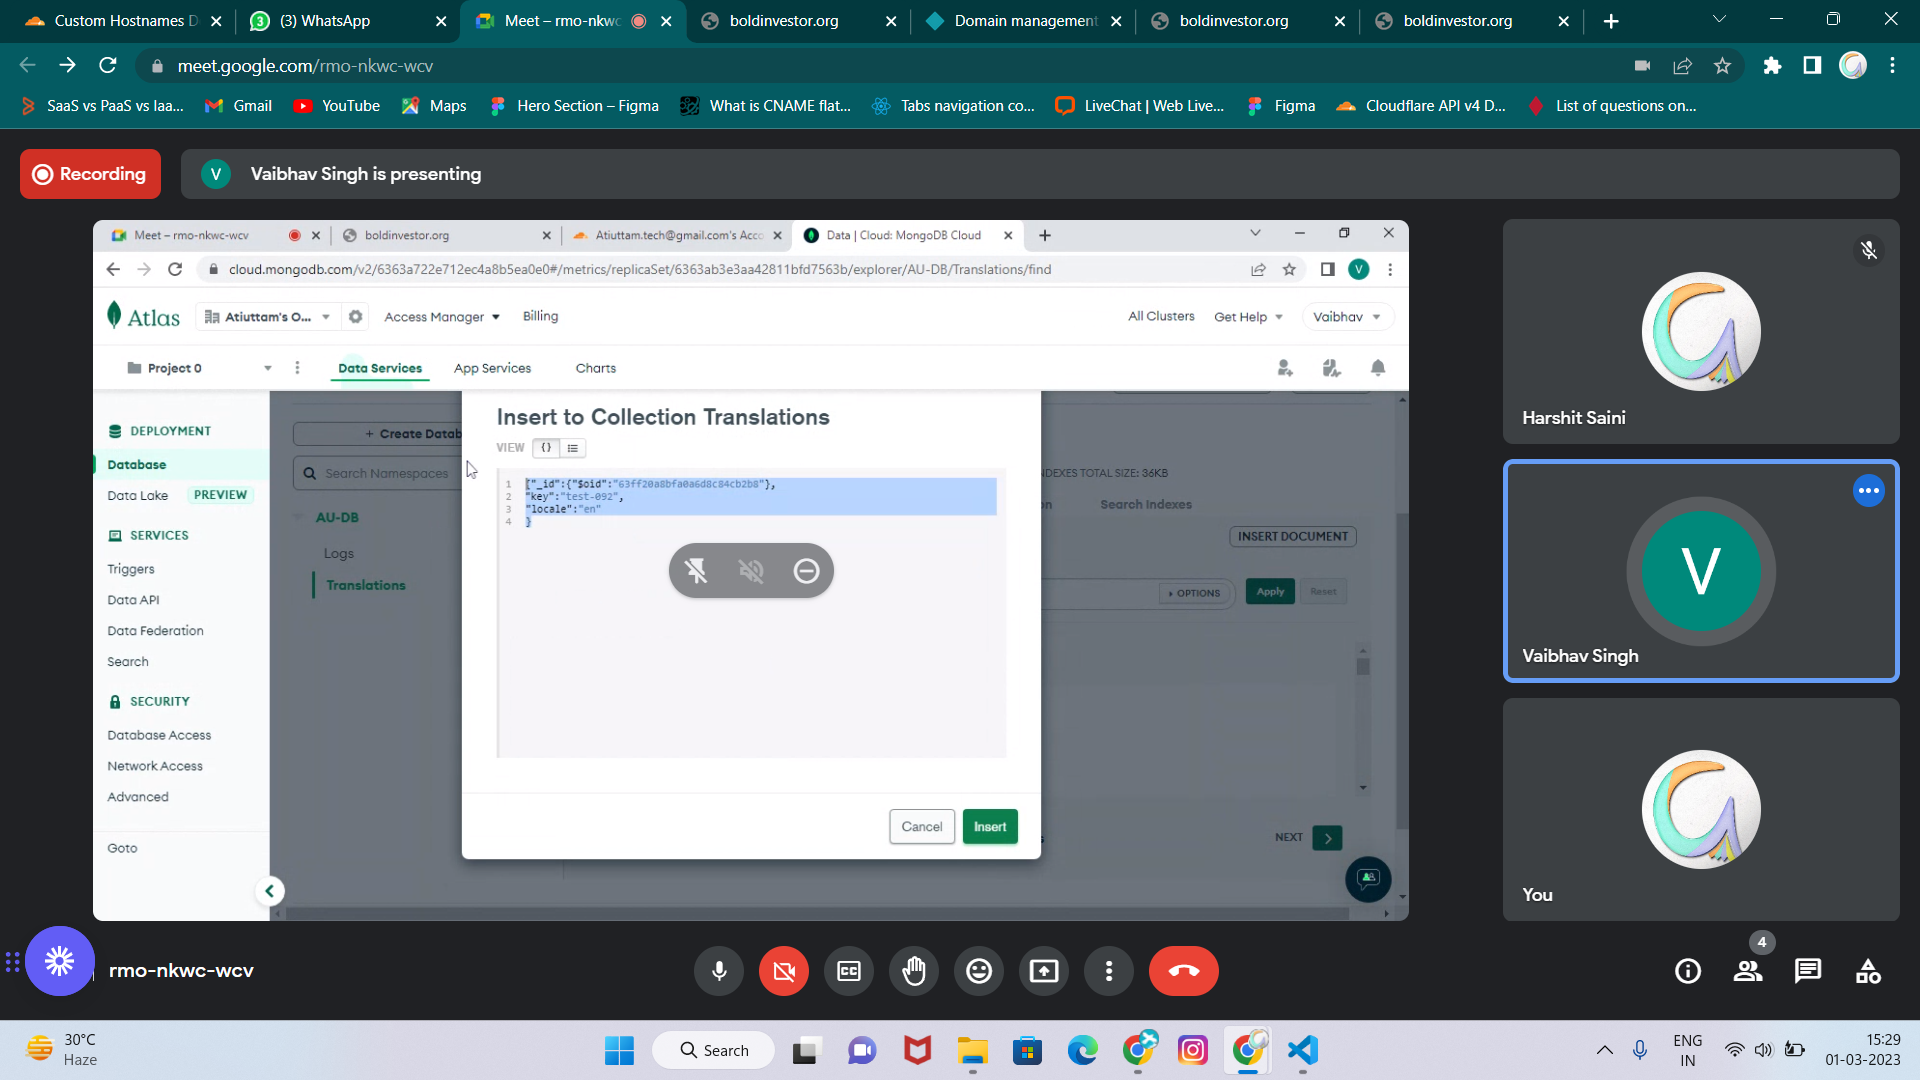 Custom Hostnames D
(3) WhatsApp
Meet – rmo-nkwc
boldinvestor.org
Domain management
boldinvestor.org
boldinvestor.org
meet.google.com/rmo-nkwc-wcv
SaaS vs PaaS vs Iaa...
Gmail
YouTube
Maps
Hero Section – Figma
What is CNAME flat...
Tabs navigation co...
LiveChat | Web Live...
Figma
Cloudflare API v4 D...
List of questions on...
Recording
V
Vaibhav Singh is presenting
Meet – rmo-nkwc-wcv
boldinvestor.org
Atiuttam.tech@gmail.com's Acco
Data | Cloud: MongoDB Cloud
cloud.mongodb.com/v2/6363a722e712ec4a8b5ea0e0#/metrics/replicaSet/6363ab3e3aa42811bfd7563b/explorer/AU-DB/Translations/find
V
Atlas
Atiuttam's O...
Access Manager
Billing
All Clusters
Get Help
Vaibhav
Project 0
Data Services
App Services
Charts
DEPLOYMENT
Database
Data Lake
PREVIEW
SERVICES
Triggers
Data API
Data Federation
Search
SECURITY
Database Access
Network Access
Advanced
Goto
+ Create Datab
Search Namespaces
AU-DB
Logs
Translations
Insert to Collection Translations
VIEW
{}
1 {"_id":{"$oid":"63ff20a8bfa0a6d8c84cb2b8"},
2 "key":"test-092",
3 "locale":"en"
4 }
Cancel
Insert
NDEXES TOTAL SIZE: 36KB
Search Indexes
INSERT DOCUMENT
OPTIONS
Apply
Reset
NEXT
Harshit Saini
V
Vaibhav Singh
You
rmo-nkwc-wcv
4
30°C
Haze
Search
ENG
IN
15:29
01-03-2023